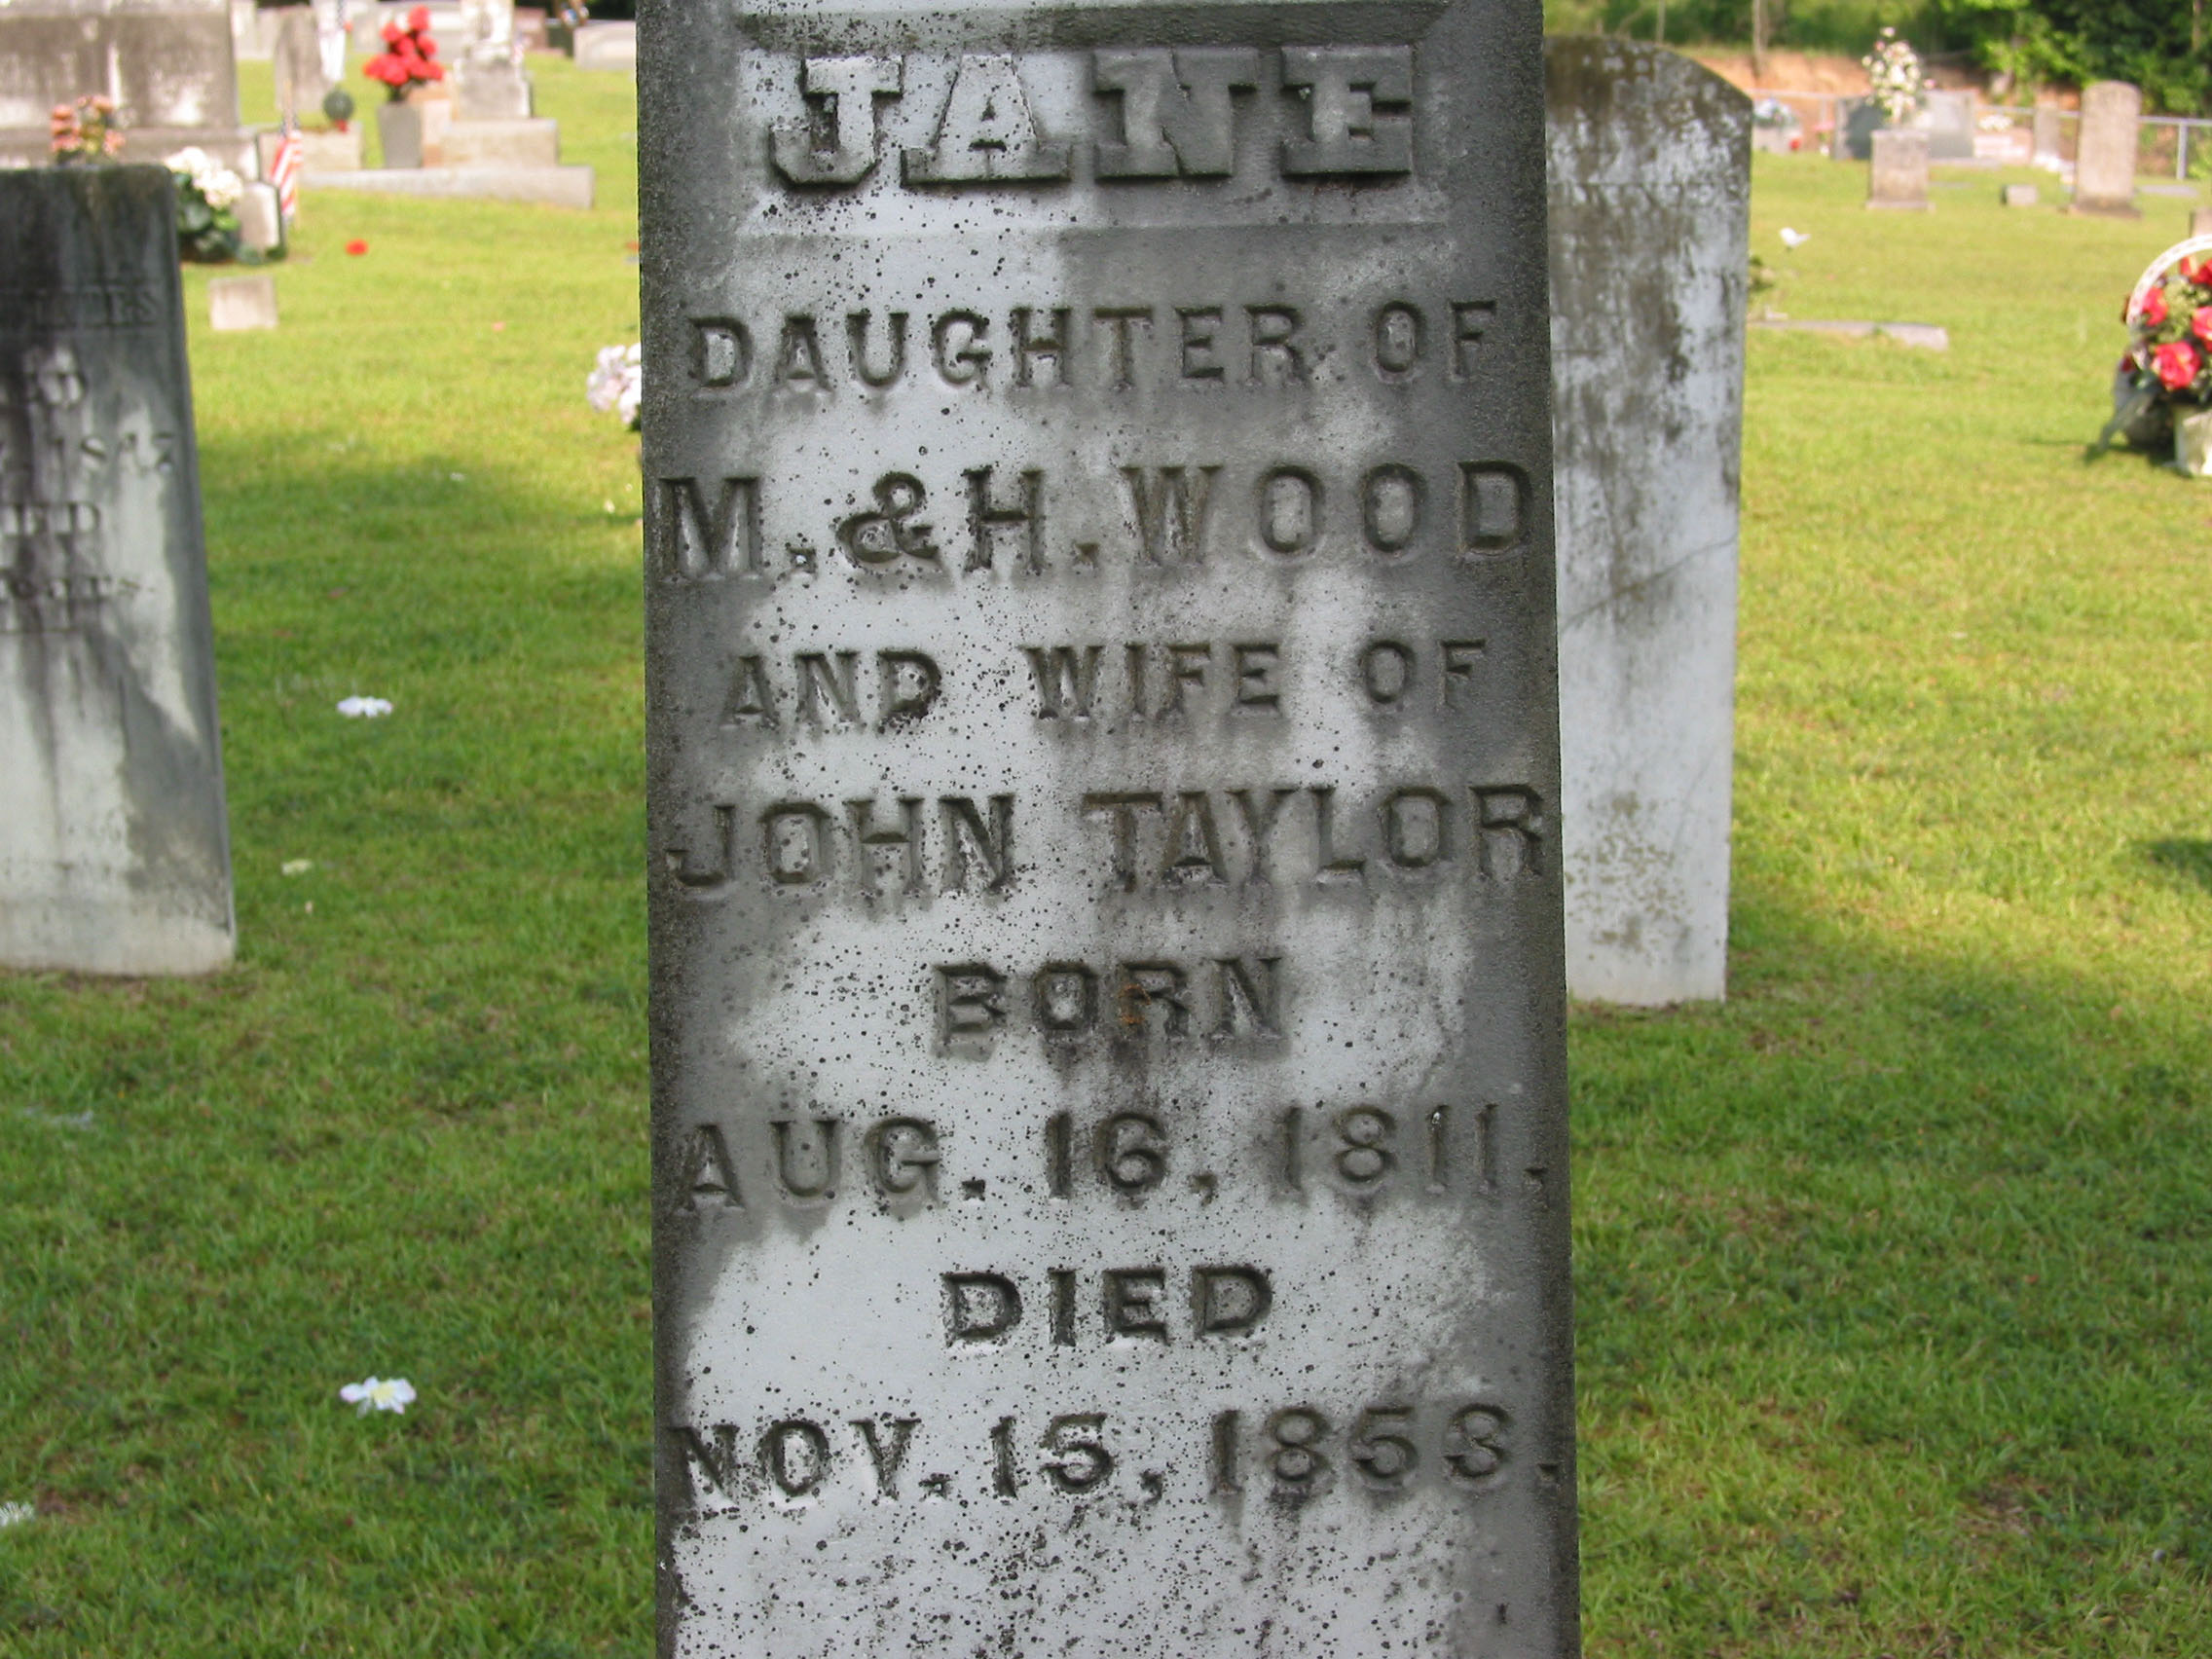 JANE
DAUGHTER OF
M. & H. WOOD
AND WIFE OF
JOHN TAYLOR
BORN
AUG. 16, 1811.
DIED
NOV. 15, 1853.